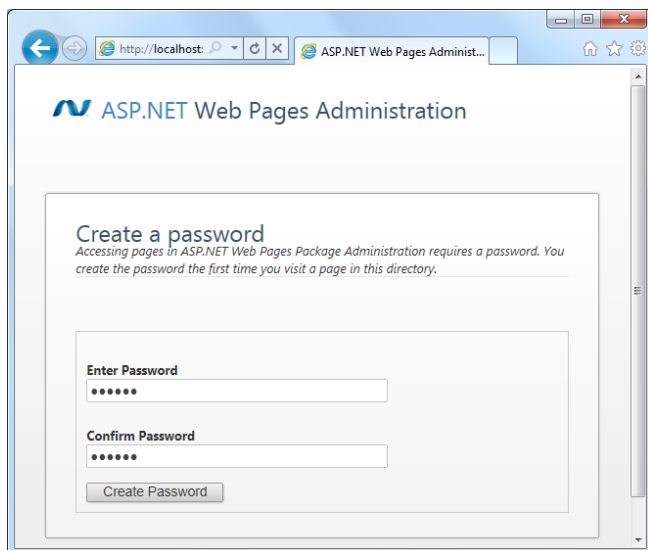 http://localhost:
ASP.NET Web Pages Administ...
ASP.NET Web Pages Administration
Create a password
Accessing pages in ASP.NET Web Pages Package Administration requires a password. You
create the password the first time you visit a page in this directory.
Enter Password
••••••
Confirm Password
••••••
Create Password